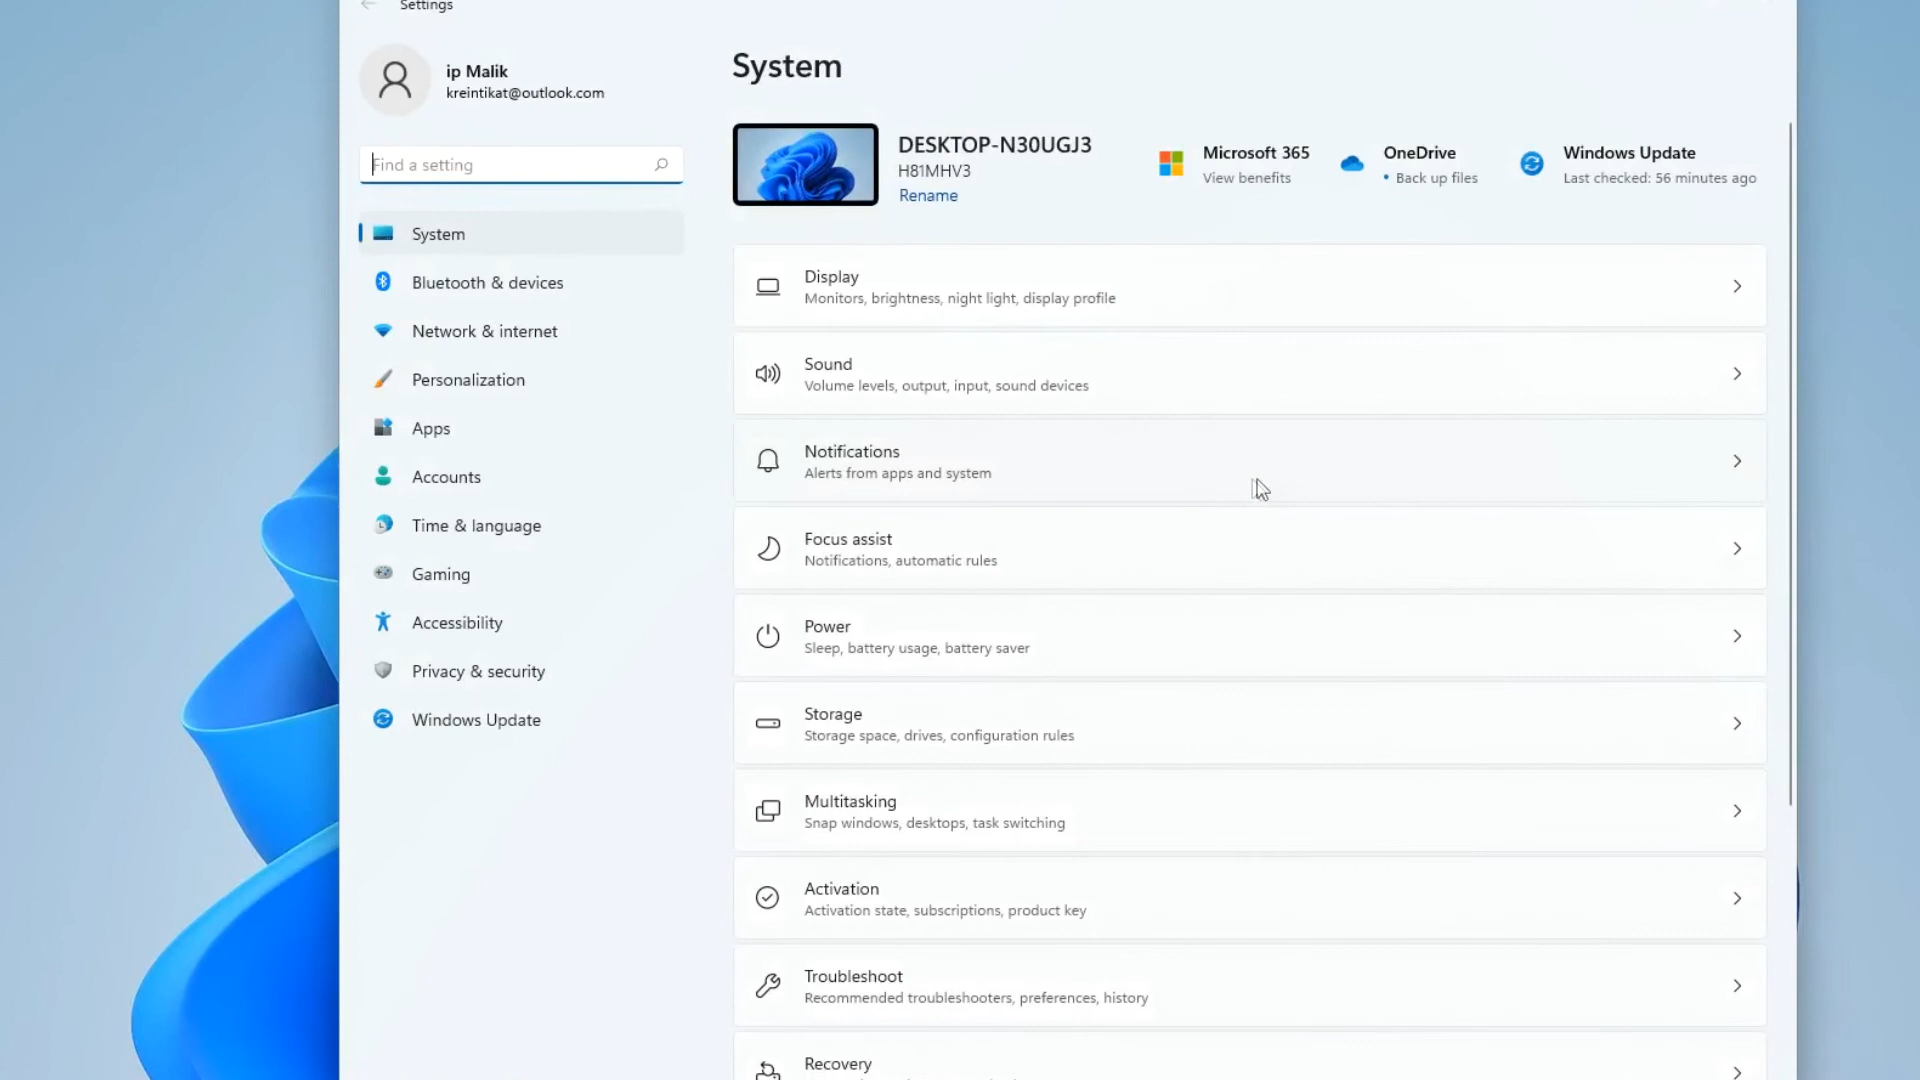 Settings
ip Malik
kreintikat@outlook.com
Find a setting
System
Bluetooth & devices
Network & internet
Personalization
Apps
Accounts
Time & language
Gaming
Accessibility
Privacy & security
Windows Update
System
DESKTOP-N30UGJ3
H81MHV3
Rename
Microsoft 365
View benefits
OneDrive
• Back up files
Windows Update
Last checked: 56 minutes ago
Display
Monitors, brightness, night light, display profile
Sound
Volume levels, output, input, sound devices
Notifications
Alerts from apps and system
Focus assist
Notifications, automatic rules
Power
Sleep, battery usage, battery saver
Storage
Storage space, drives, configuration rules
Multitasking
Snap windows, desktops, task switching
Activation
Activation state, subscriptions, product key
Troubleshoot
Recommended troubleshooters, preferences, history
Recovery